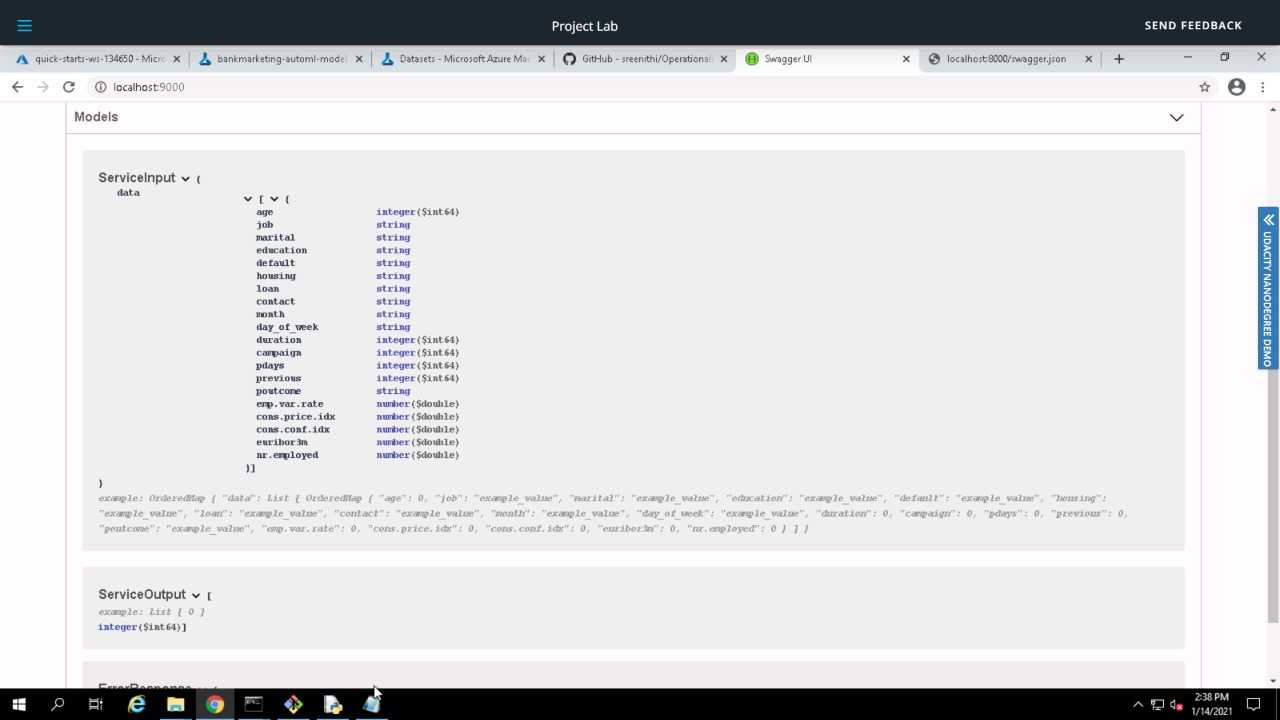 Project Lab
SEND FEEDBACK
quick-starts-ws-134650 - Micro
bankmarketing-automl-model
Datasets - Microsoft Azure Mac
GitHub - sreenithi/Operational
Swagger UI
localhost:8000/swagger.json
localhost:9000
Models
ServiceInput {
data
[ {
age integer($int64)
job string
marital string
education string
default string
housing string
loan string
contact string
month string
day_of_week string
duration integer($int64)
campaign integer($int64)
pdays integer($int64)
previous integer($int64)
poutcome string
emp.var.rate number($double)
cons.price.idx number($double)
cons.conf.idx number($double)
euribor3m number($double)
nr.employed number($double)
}]
}
example: OrderedMap { "data": List [ OrderedMap { "age": 0, "job": "example_value", "marital": "example_value", "education": "example_value", "default": "example_value", "housing":
"example_value", "loan": "example_value", "contact": "example_value", "month": "example_value", "day_of_week": "example_value", "duration": 0, "campaign": 0, "pdays": 0, "previous": 0,
"poutcome": "example_value", "emp.var.rate": 0, "cons.price.idx": 0, "cons.conf.idx": 0, "euribor3m": 0, "nr.employed": 0 } ] }
ServiceOutput [
example: List [ 0 ]
integer($int64)]
ErrorResponse
UDACITY NANODEGREE DEMO
2:38 PM
1/14/2021